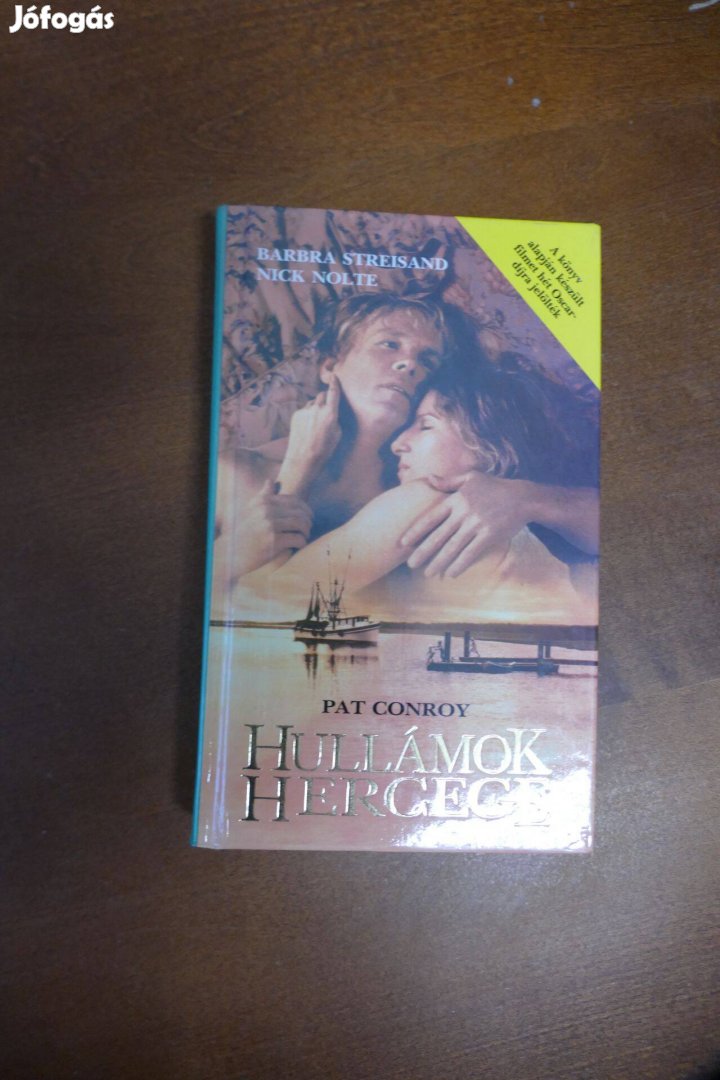 Jófogás
BARBRA STREISAND
NICK NOLTE
A könyv
alapján készült
filmet hét Oscar-
díjra jelölték
PAT CONROY
HULLÁMOK
HERCEGE